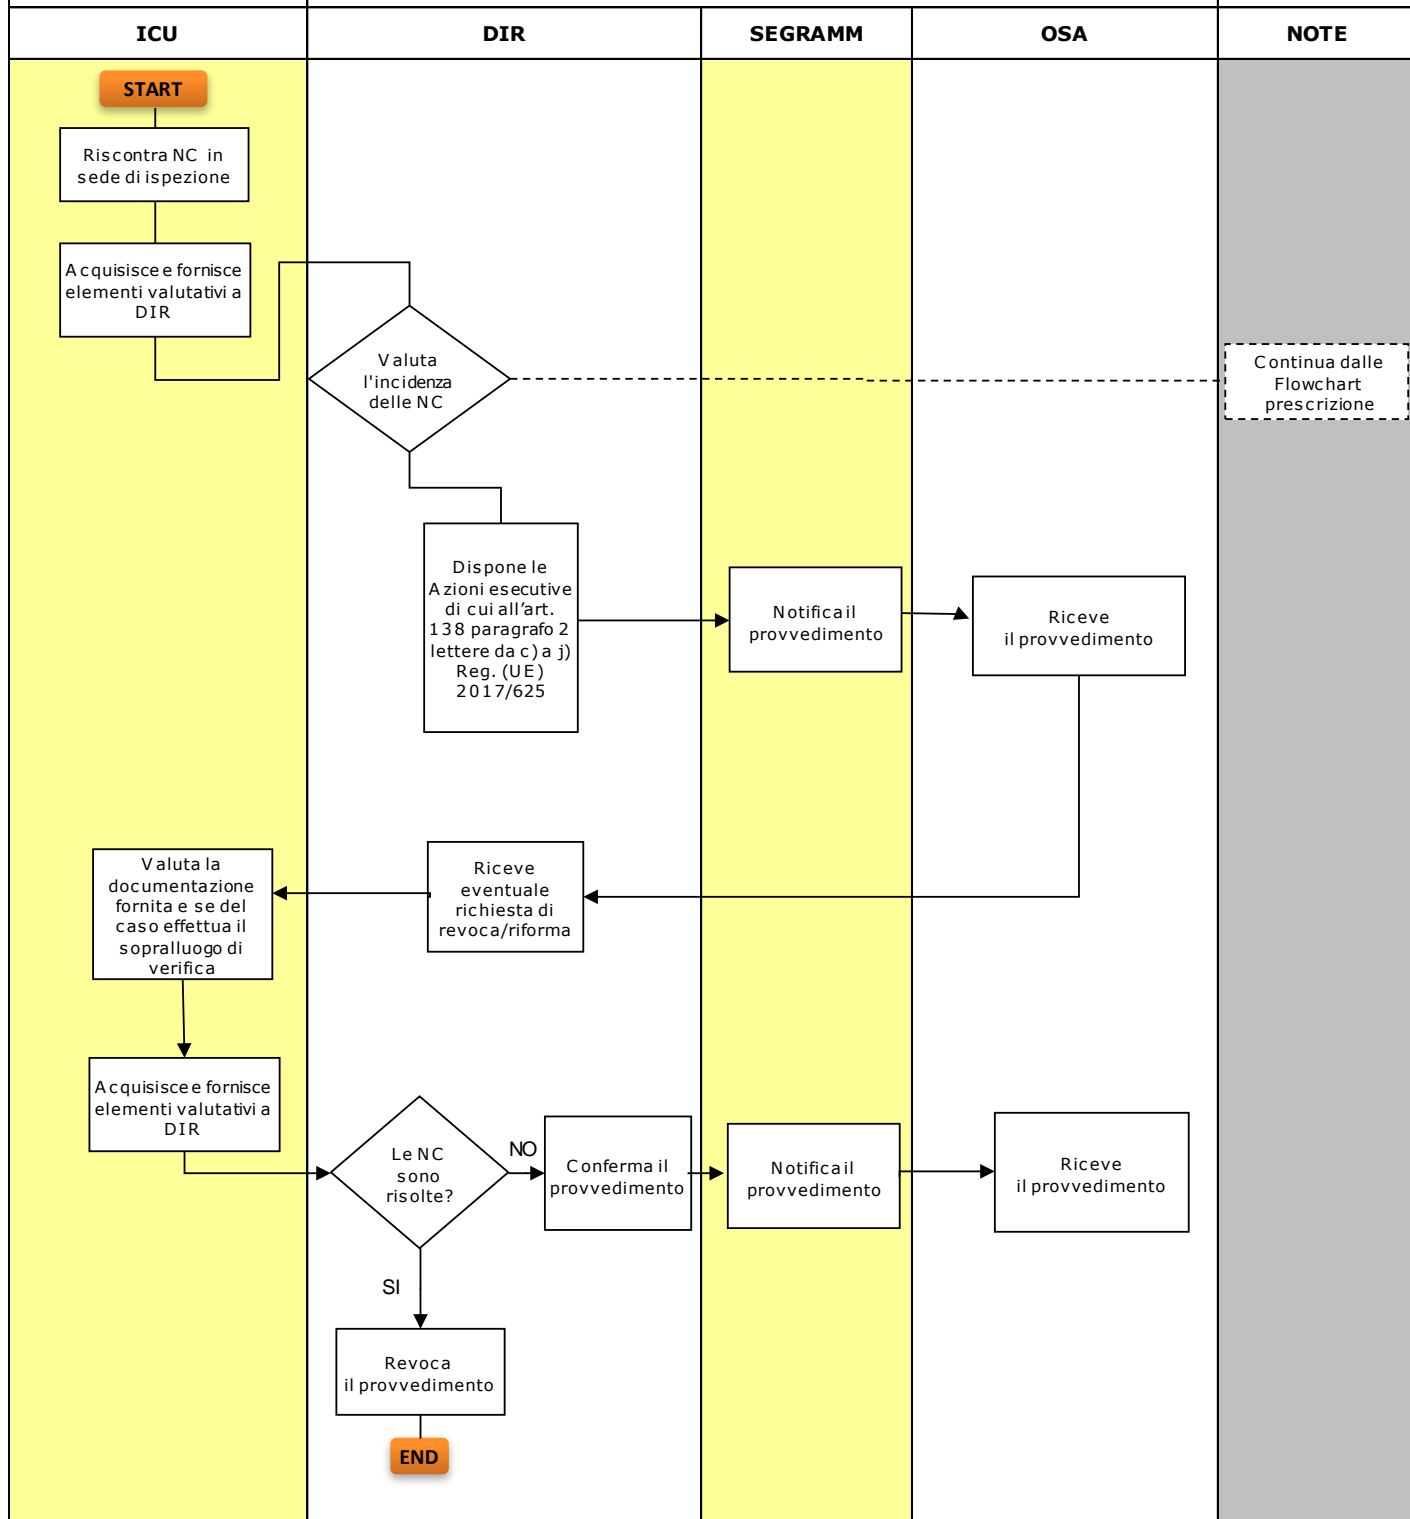 ICU
DIR
SEGRAMM
OSA
NOTE
START
Riscontra NC in
sede di ispezione
Acquisisce e fornisce
elementi valutativi a
DIR
Valuta
l'incidenza
delle NC
Continua dalle
Flowchart
prescrizione
Dispone le
Azioni esecutive
di cui all’art.
138 paragrafo 2
lettere da c) a j)
Reg. (UE)
2017/625
Notifica il
provvedimento
Riceve
il provvedimento
Valuta la
documentazione
fornita e se del
caso effettua il
sopralluogo di
verifica
Riceve
eventuale
richiesta di
revoca/riforma
Acquisisce e fornisce
elementi valutativi a
DIR
Le NC
sono
risolte?
NO
Conferma il
provvedimento
Notifica il
provvedimento
Riceve
il provvedimento
SI
Revoca
il provvedimento
END